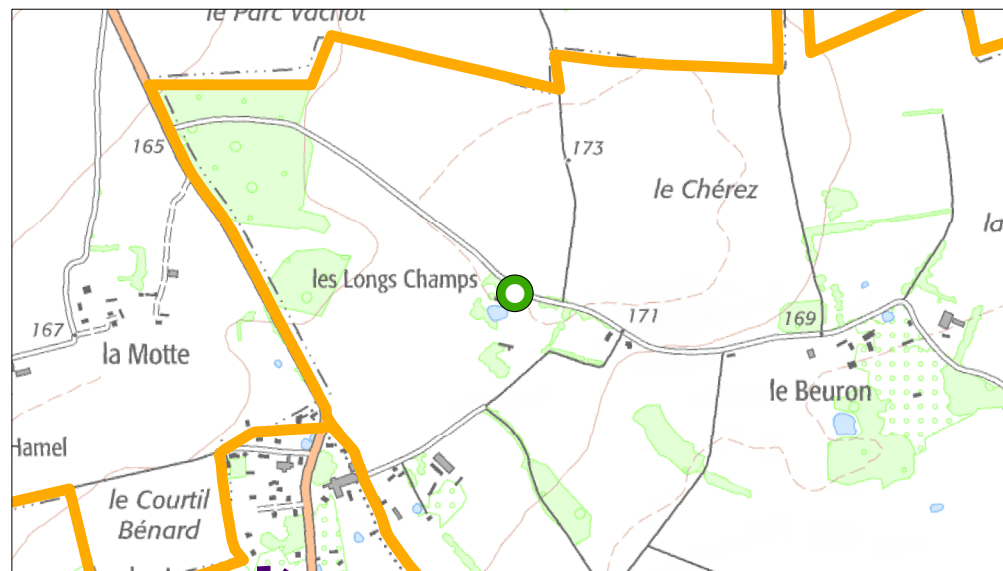 le Parc Vachot
165
173
le Chérez
la
les Longs Champs
167
171
169
la Motte
le Beuron
Hamel
le Courtil
Bénard